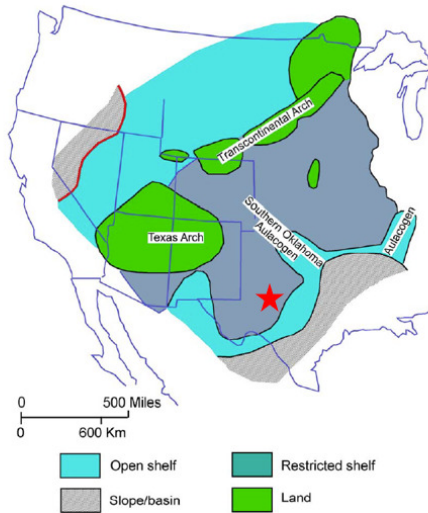 Transcontinental Arch
Southern Oklahoma
Aulacogen
Aulacogen
Texas Arch
0 500 Miles
0 600 Km
Open shelf
Restricted shelf
Slope/basin
Land